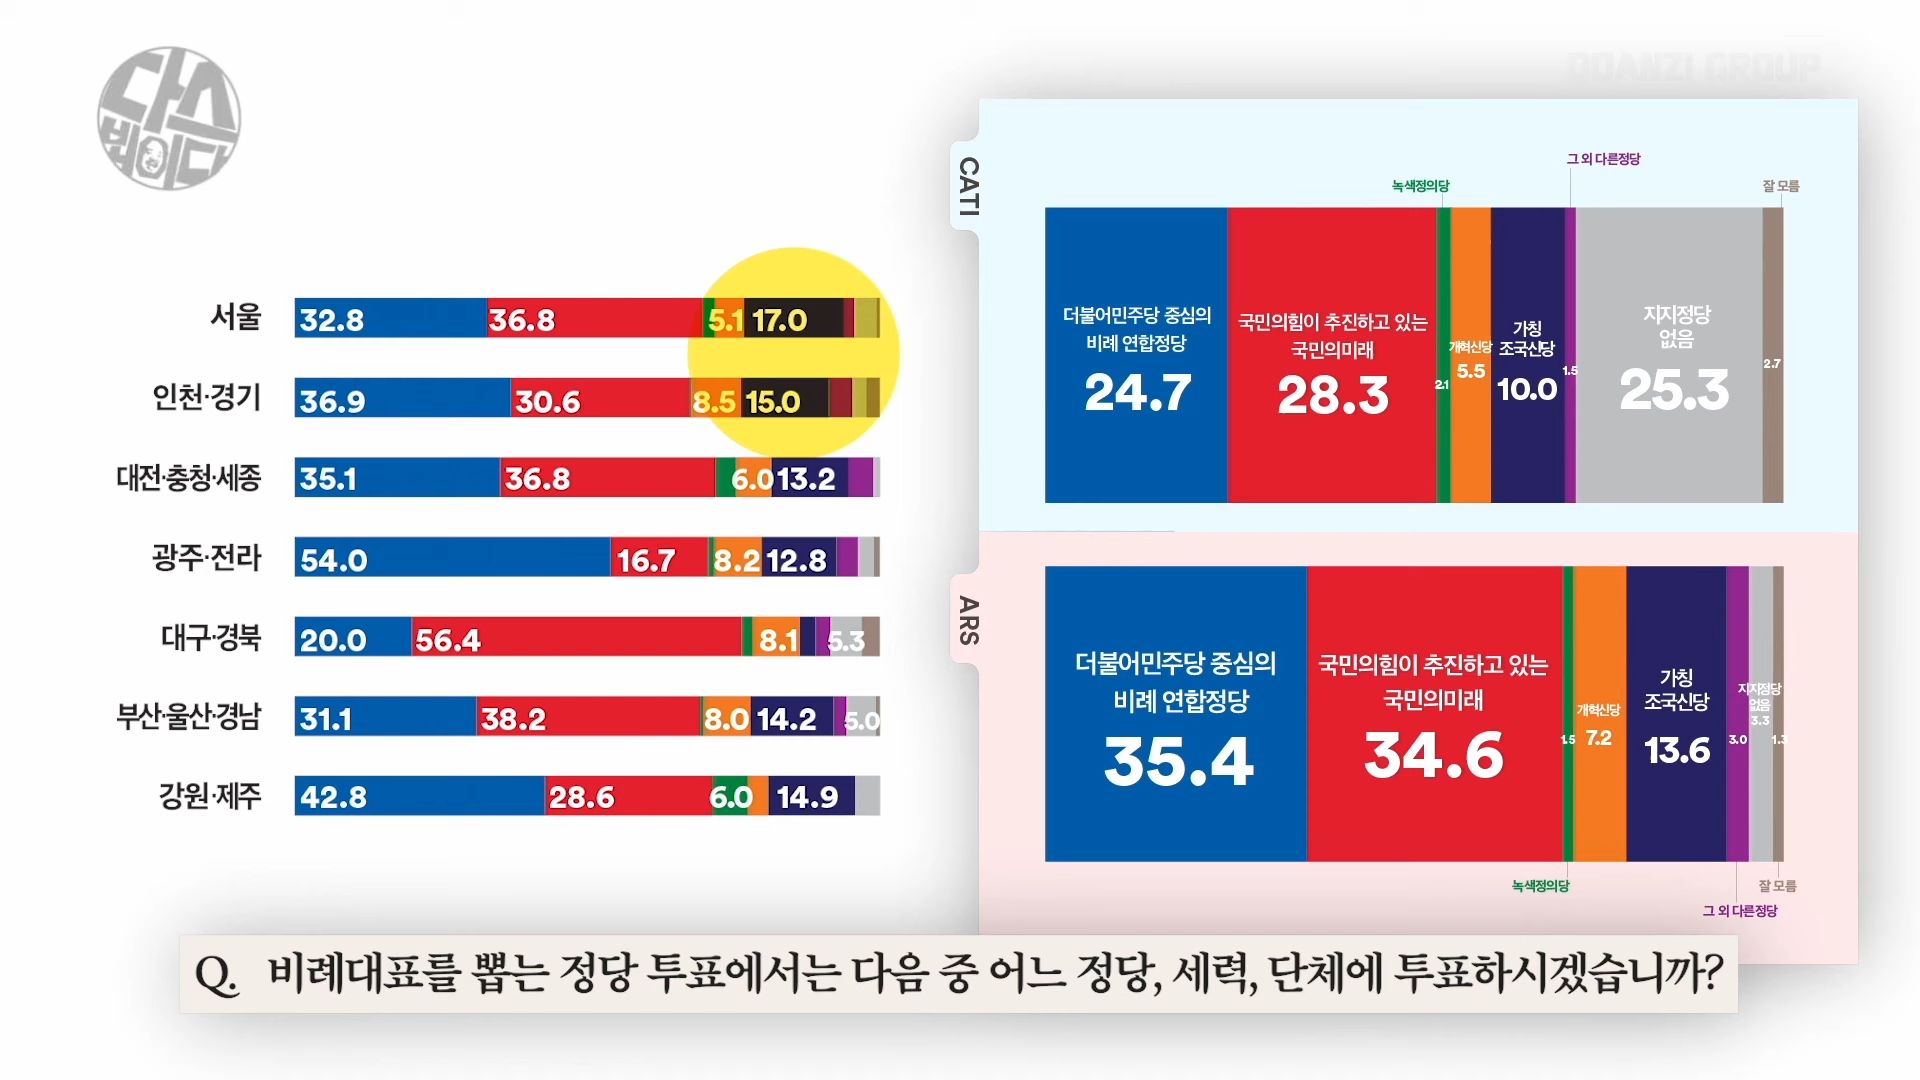 다스
뵈이다
DDANZI GROUP
서울 32.8 36.8 5.1 17.0
인천·경기 36.9 30.6 8.5 15.0
대전·충청·세종 35.1 36.8 6.0 13.2
광주·전라 54.0 16.7 8.2 12.8
대구·경북 20.0 56.4 8.1 5.3
부산·울산·경남 31.1 38.2 8.0 14.2 5.0
강원·제주 42.8 28.6 6.0 14.9
CATI
그 외 다른정당
녹색정의당
잘 모름
더불어민주당 중심의
비례 연합정당
24.7
국민의힘이 추진하고 있는
국민의미래
28.3
2.1
개혁신당
5.5
가칭
조국신당
10.0
1.5
지지정당
없음
25.3
2.7
ARS
더불어민주당 중심의
비례 연합정당
35.4
국민의힘이 추진하고 있는
국민의미래
34.6
1.5
개혁신당
7.2
가칭
조국신당
13.6
3.0
지지정당
없음
3.3
1.3
녹색정의당
잘 모름
그 외 다른정당
Q. 비례대표를 뽑는 정당 투표에서는 다음 중 어느 정당, 세력, 단체에 투표하시겠습니까?